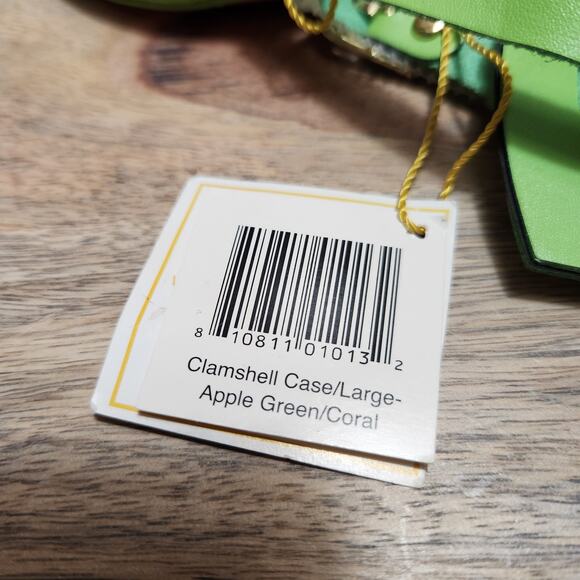 8 10811 01013 2
Clamshell Case/Large-
Apple Green/Coral